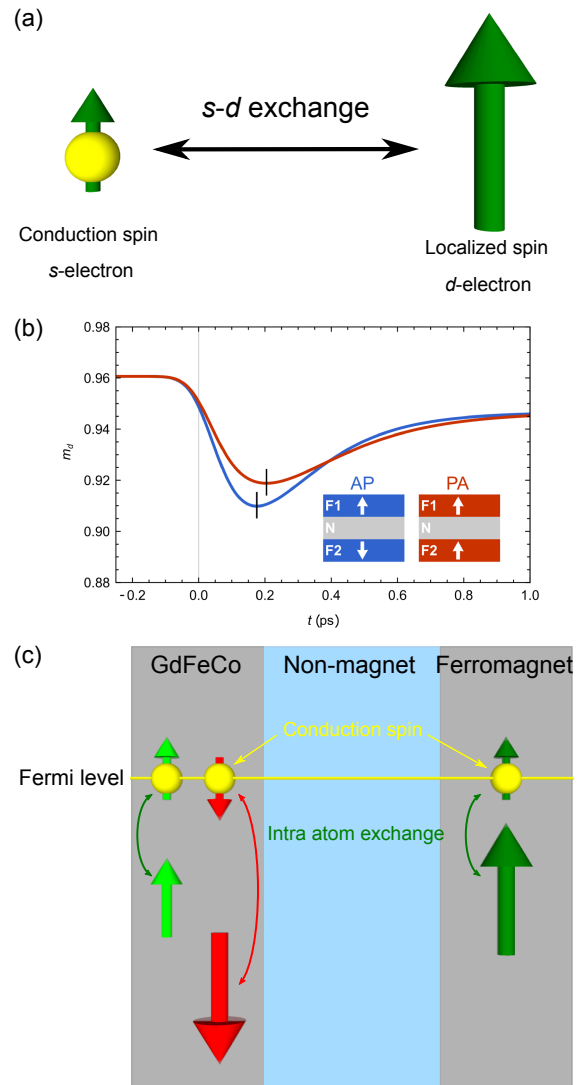 (a)
s-d exchange
Conduction spin
s-electron
Localized spin
d-electron
(b)
0.98
0.96
0.94
0.92
0.90
0.88
m_d
AP
PA
F1
N
F2
F1
N
F2
-0.2
0.0
0.2
0.4
0.6
0.8
1.0
t (ps)
(c)
GdFeCo
Non-magnet
Ferromagnet
Conduction spin
Fermi level
Intra atom exchange